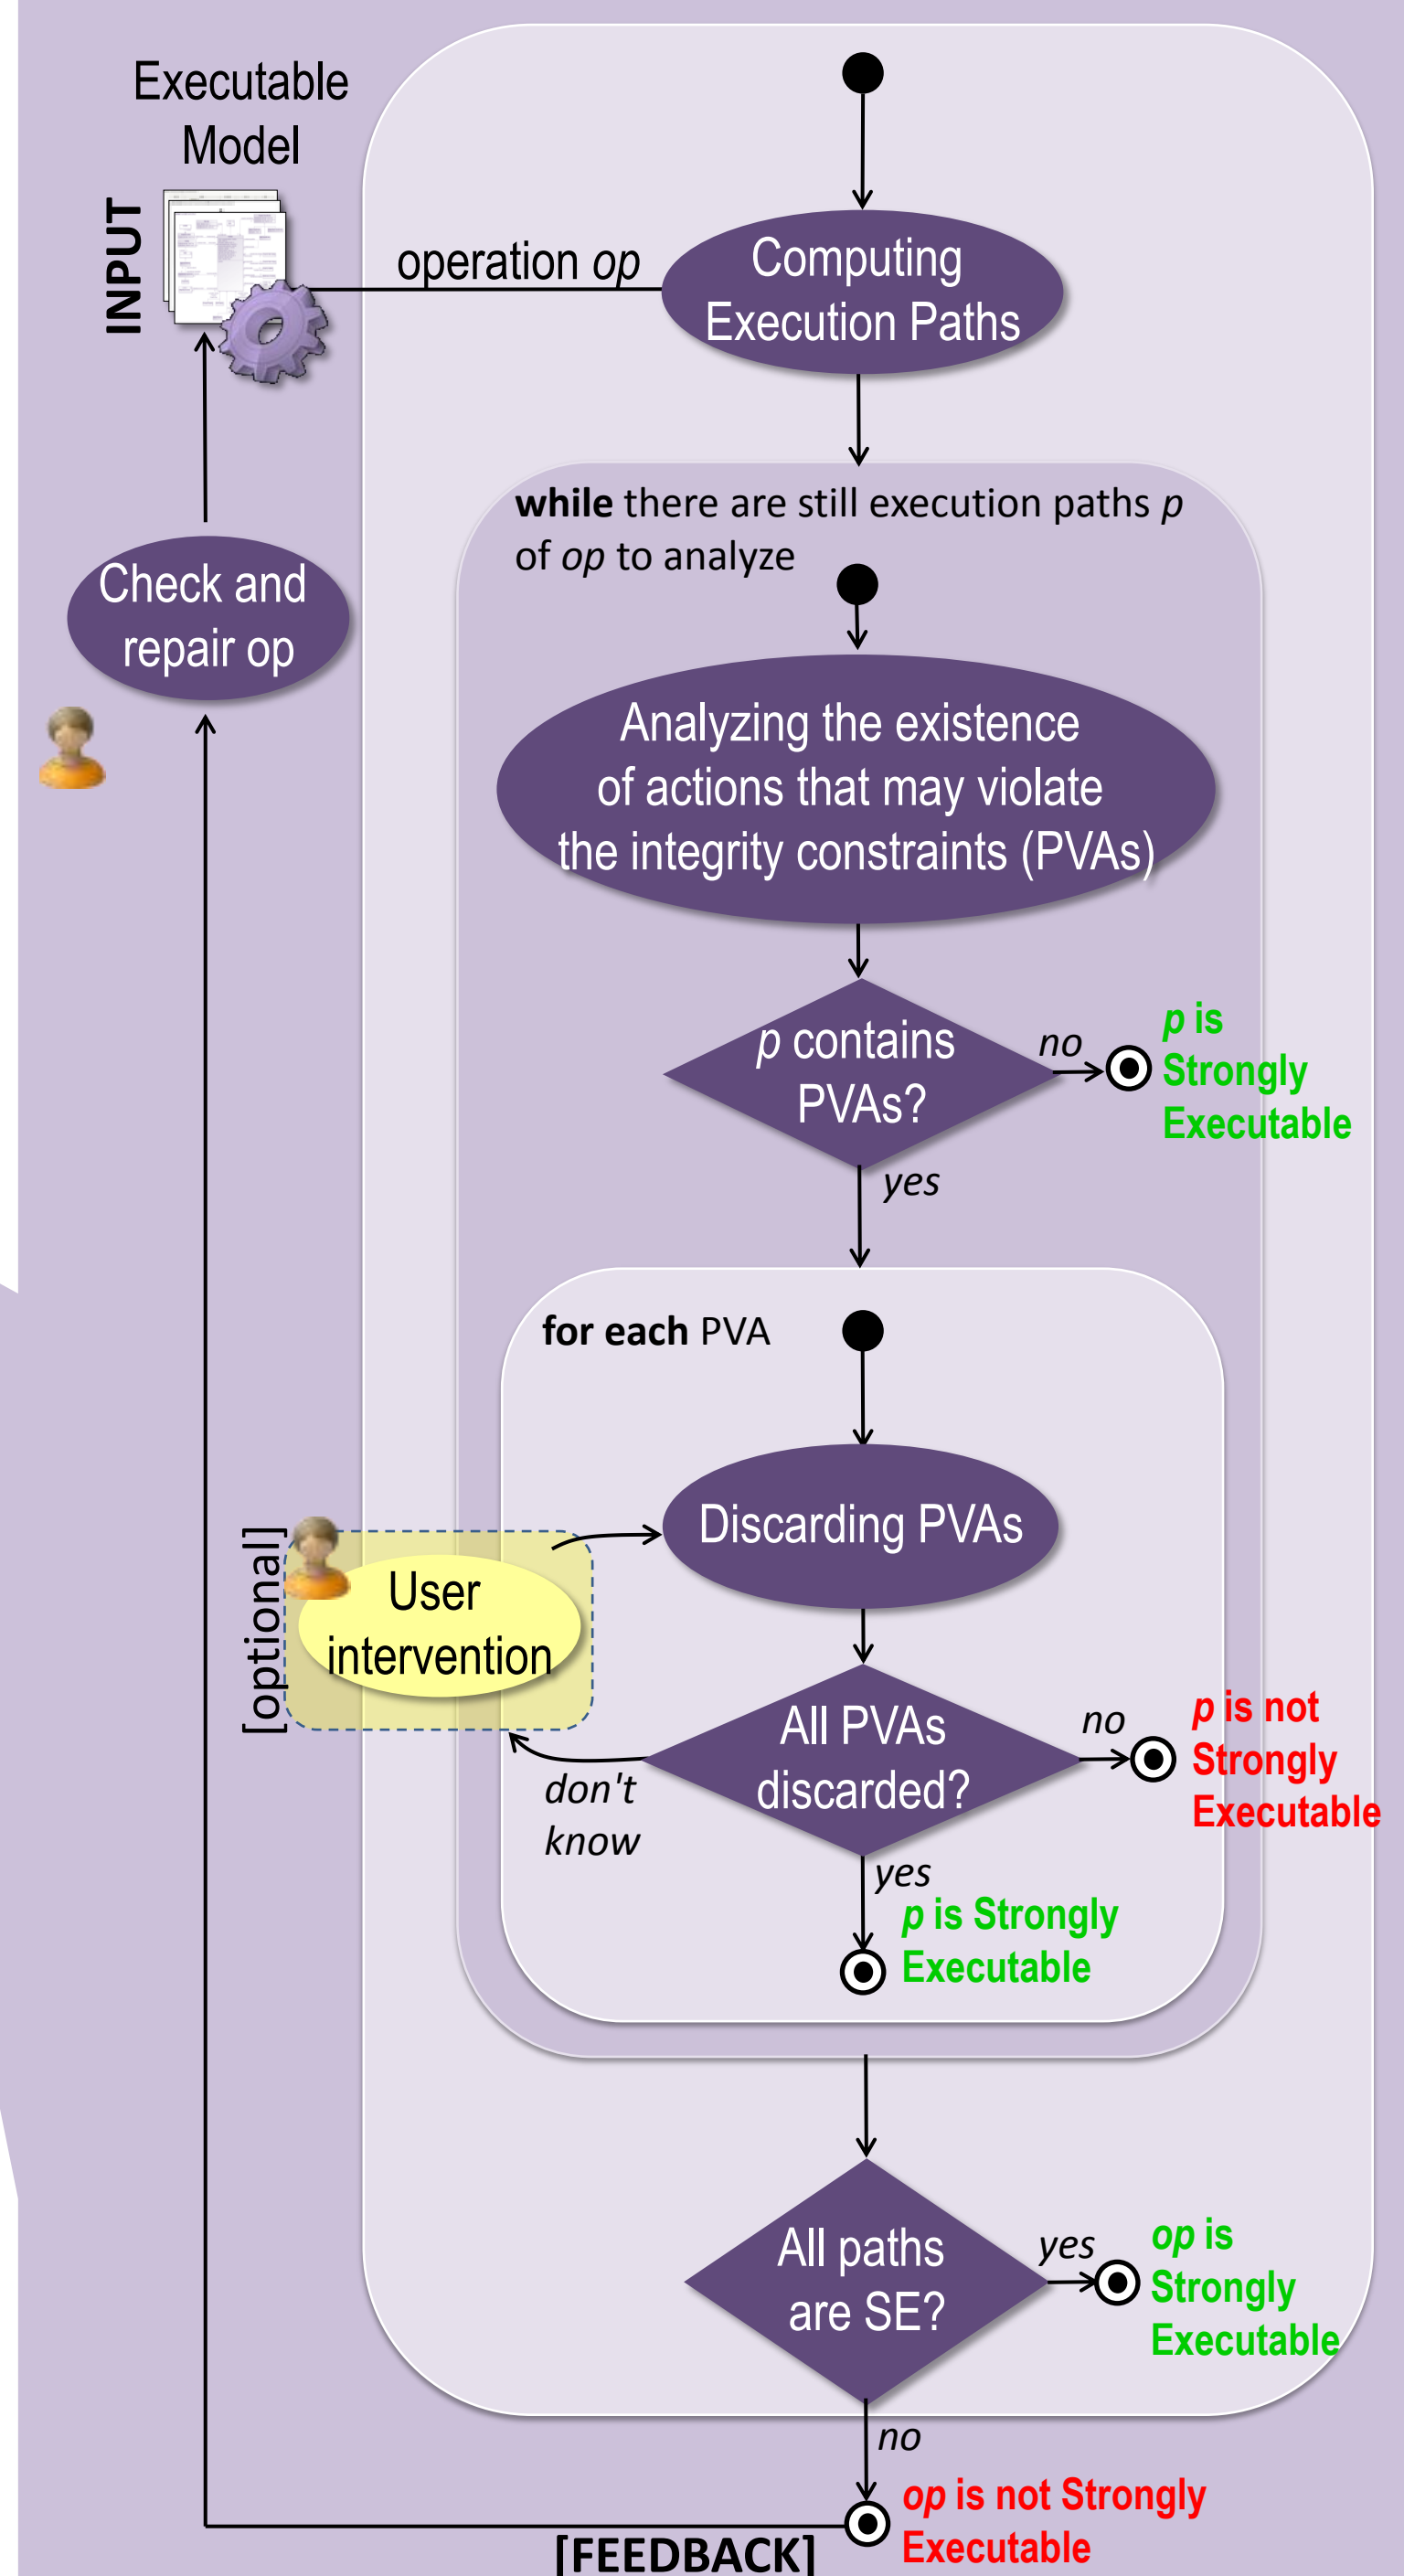 Executable
Model
INPUT
operation op
Computing
Execution Paths
while there are still execution paths p
of op to analyze
Check and
repair op
Analyzing the existence
of actions that may violate
the integrity constraints (PVAs)
p contains
PVAs?
no
p is
Strongly
Executable
yes
for each PVA
Discarding PVAs
[optional]
User
intervention
All PVAs
discarded?
no
p is not
Strongly
Executable
don't
know
yes
p is Strongly
Executable
All paths
are SE?
yes
op is
Strongly
Executable
no
op is not Strongly
Executable
[FEEDBACK]